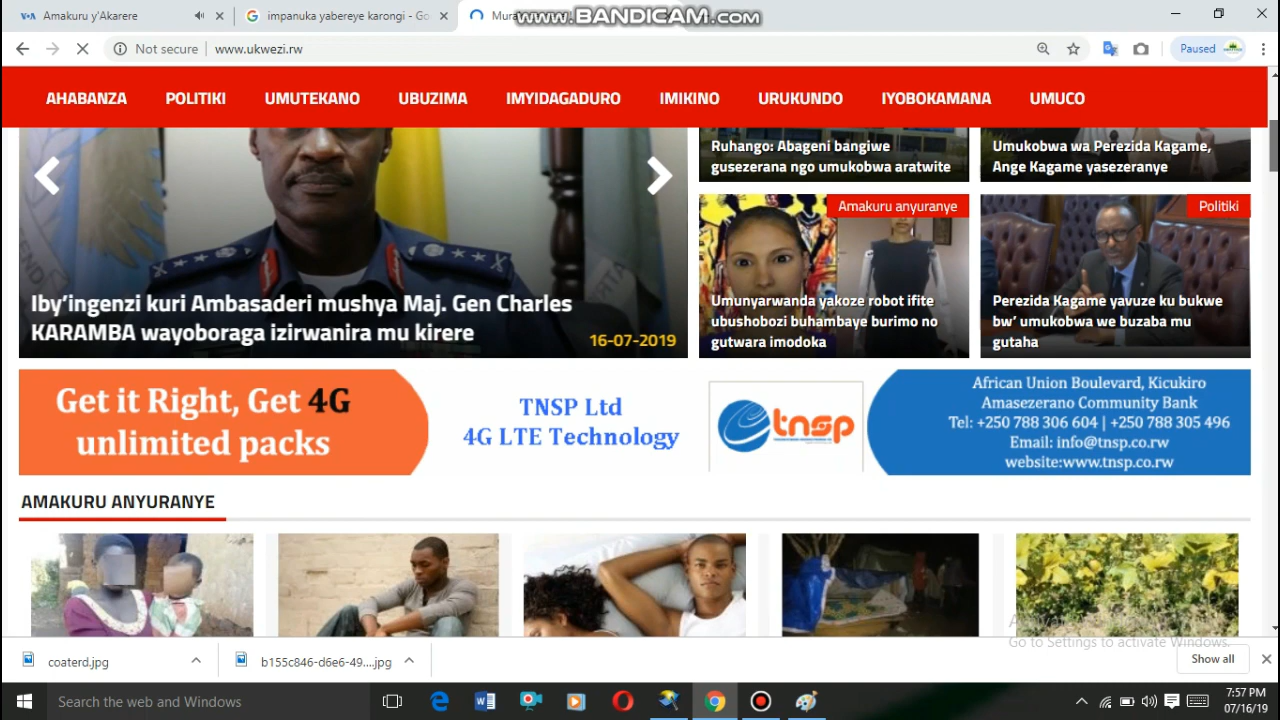 Amakuru y'Akarere
impanuka yabereye karongi - Go
www.BANDICAM.com
Not secure
www.ukwezi.rw
Paused
AHABANZA
POLITIKI
UMUTEKANO
UBUZIMA
IMYIDAGADURO
IMIKINO
URUKUNDO
IYOBOKAMANA
UMUCO
Iby’ingenzi kuri Ambasaderi mushya Maj. Gen Charles
KARAMBA wayoboraga izirwanira mu kirere
16-07-2019
Ruhango: Abageni bangiwe
gusezerana ngo umukobwa aratwite
Umukobwa wa Perezida Kagame,
Ange Kagame yasezeranye
Amakuru anyuranye
Umunyarwanda yakoze robot ifite
ubushobozi buhambaye burimo no
gutwara imodoka
Politiki
Perezida Kagame yavuze ku bukwe
bw’ umukobwa we buzaba mu
gutaha
Get it Right, Get 4G
unlimited packs
TNSP Ltd
4G LTE Technology
tnsp
African Union Boulevard, Kicukiro
Amasezerano Community Bank
Tel: +250 788 306 604 | +250 788 305 496
Email: info@tnsp.co.rw
website:www.tnsp.co.rw
AMAKURU ANYURANYE
Go to Settings to activate Windows.
coaterd.jpg
b155c846-d6e6-49....jpg
Show all
Search the web and Windows
7:57 PM
07/16/19